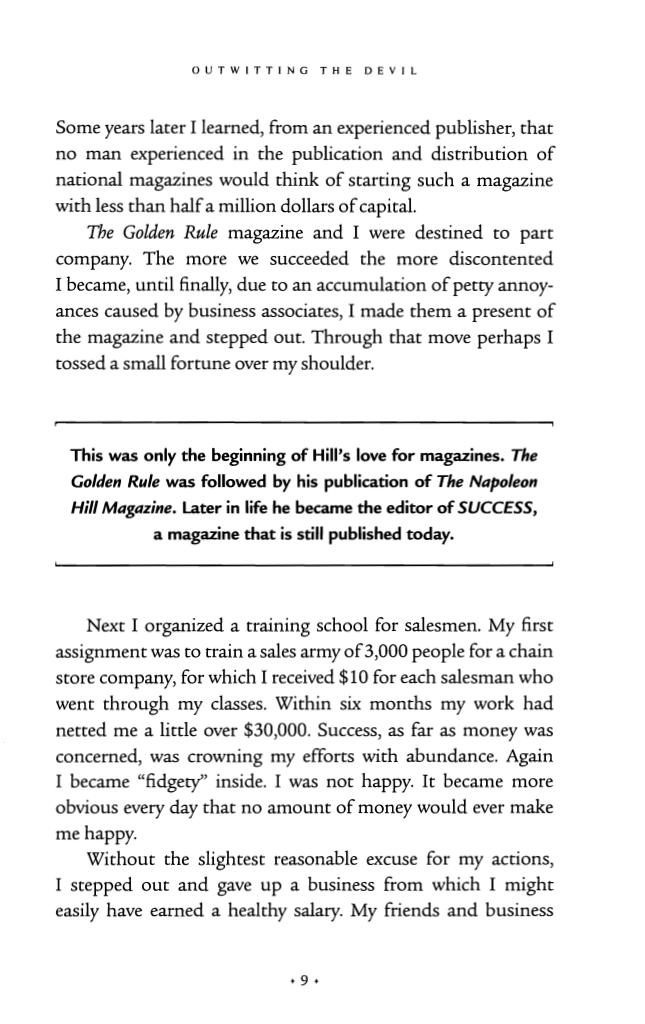 OUTWITTING THE DEVIL
Some years later I learned, from an experienced publisher, that
no man experienced in the publication and distribution of
national magazines would think of starting such a magazine
with less than half a million dollars of capital.
The Golden Rule magazine and I were destined to part
company. The more we succeeded the more discontented
I became, until finally, due to an accumulation of petty annoy-
ances caused by business associates, I made them a present of
the magazine and stepped out. Through that move perhaps I
tossed a small fortune over my shoulder.
This was only the beginning of Hill's love for magazines. The
Golden Rule was followed by his publication of The Napoleon
Hill Magazine. Later in life he became the editor of SUCCESS,
a magazine that is still published today.
Next I organized a training school for salesmen. My first
assignment was to train a sales army of 3,000 people for a chain
store company, for which I received $10 for each salesman who
went through my classes. Within six months my work had
netted me a little over $30,000. Success, as far as money was
concerned, was crowning my efforts with abundance. Again
I became “fidgety” inside. I was not happy. It became more
obvious every day that no amount of money would ever make
me happy.
Without the slightest reasonable excuse for my actions,
I stepped out and gave up a business from which I might
easily have earned a healthy salary. My friends and business
• 9 •